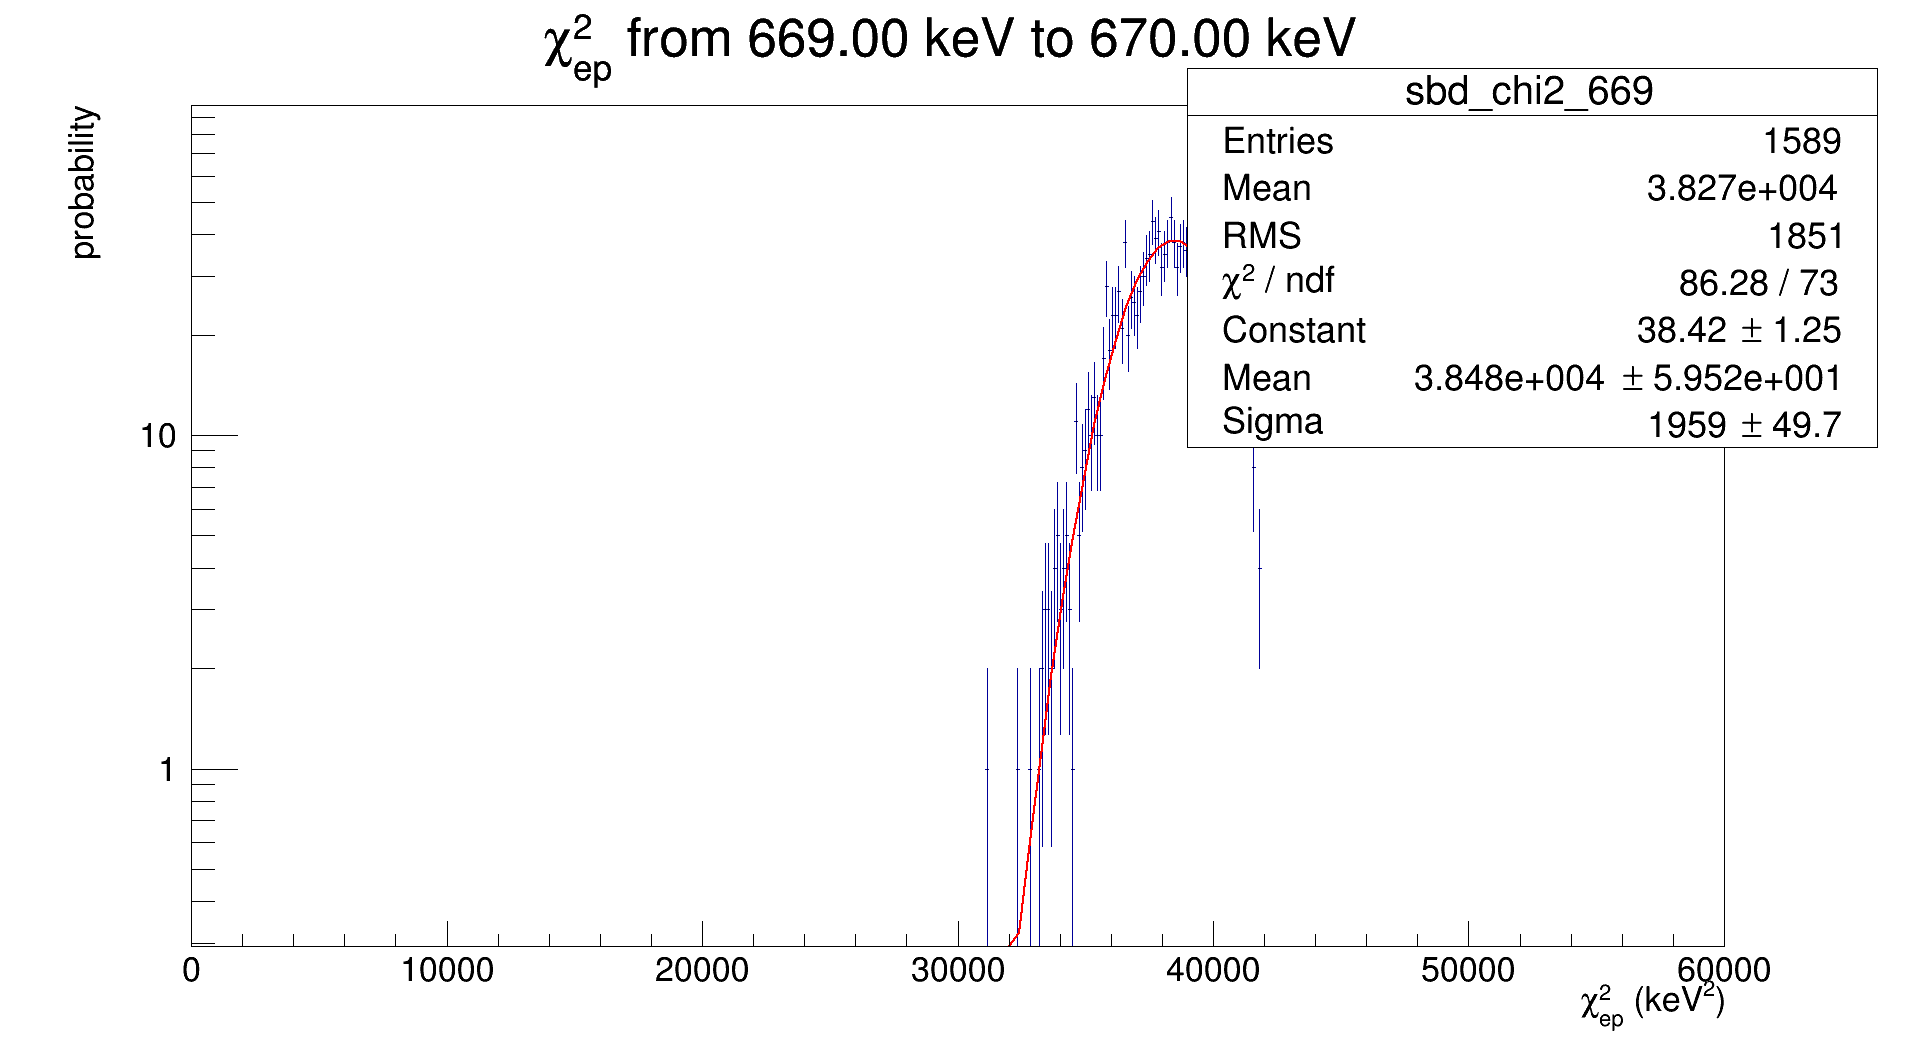 χ²ep from 669.00 keV to 670.00 keV
probability
sbd_chi2_669
Entries 1589
Mean 3.827e+004
RMS 1851
χ² / ndf 86.28 / 73
Constant 38.42 ± 1.25
Mean 3.848e+004 ± 5.952e+001
Sigma 1959 ± 49.7
10
1
0 10000 20000 30000 40000 50000 60000
χ²ep (keV²)